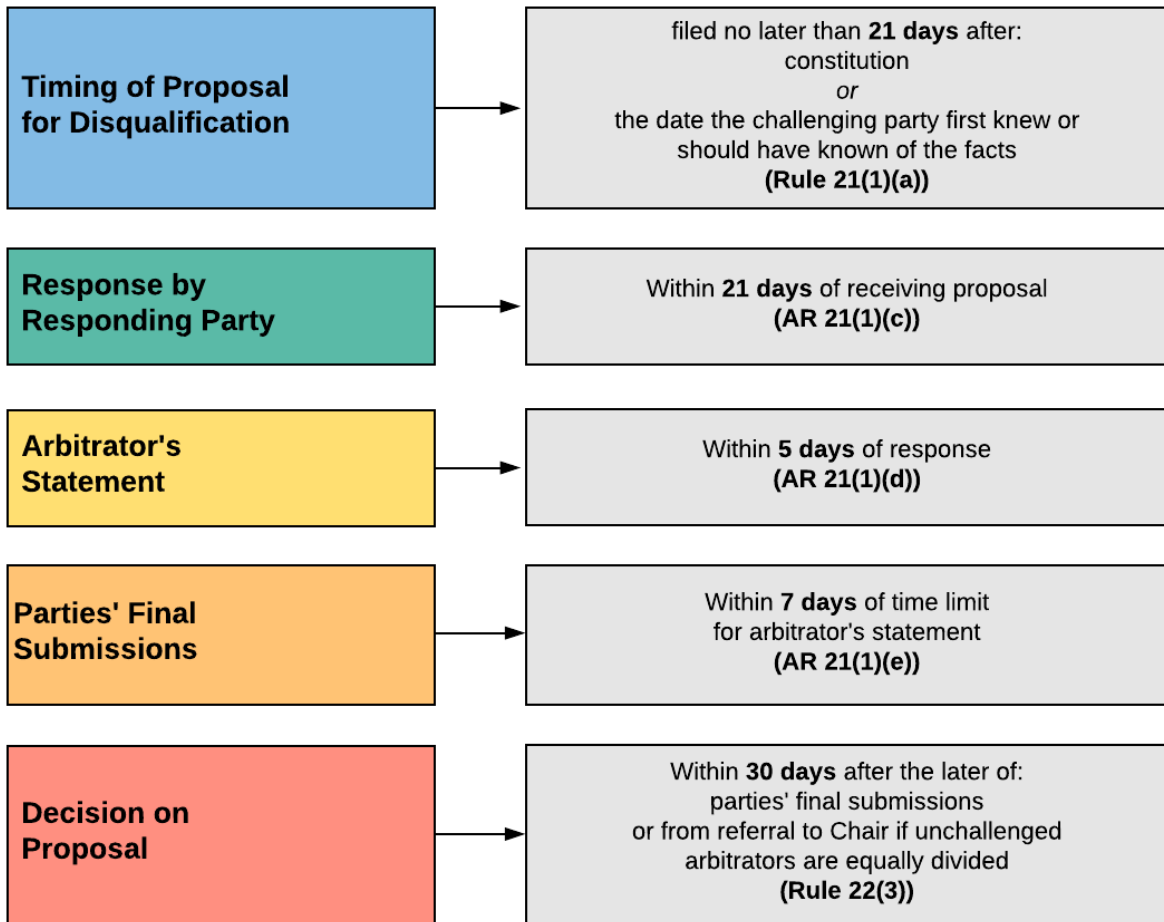 Timing of Proposal
for Disqualification
filed no later than 21 days after:
constitution
or
the date the challenging party first knew or
should have known of the facts
(Rule 21(1)(a))
Response by
Responding Party
Within 21 days of receiving proposal
(AR 21(1)(c))
Arbitrator's
Statement
Within 5 days of response
(AR 21(1)(d))
Parties' Final
Submissions
Within 7 days of time limit
for arbitrator's statement
(AR 21(1)(e))
Decision on
Proposal
Within 30 days after the later of:
parties' final submissions
or from referral to Chair if unchallenged
arbitrators are equally divided
(Rule 22(3))